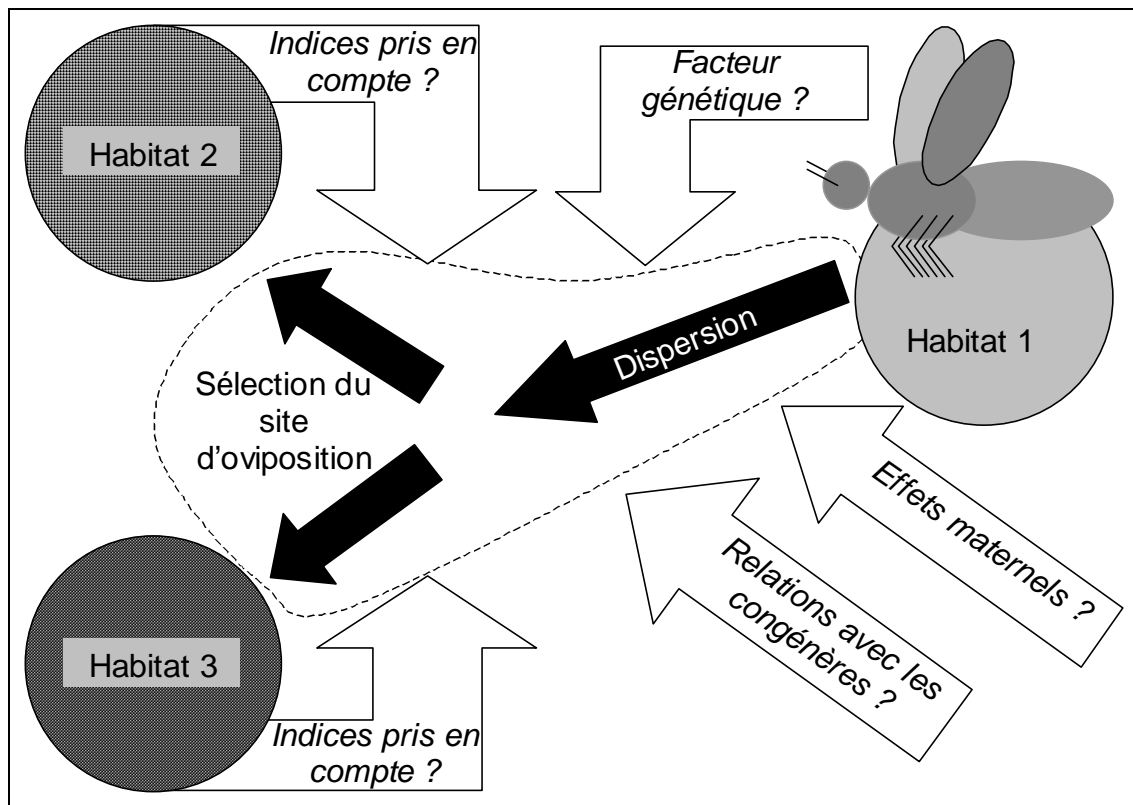 Indices pris en
compte ?
Facteur
génétique ?
Habitat 2
Habitat 1
Dispersion
Sélection du
site
d'oviposition
Effets maternels ?
Relations avec les
congénères ?
Habitat 3
Indices pris en
compte ?